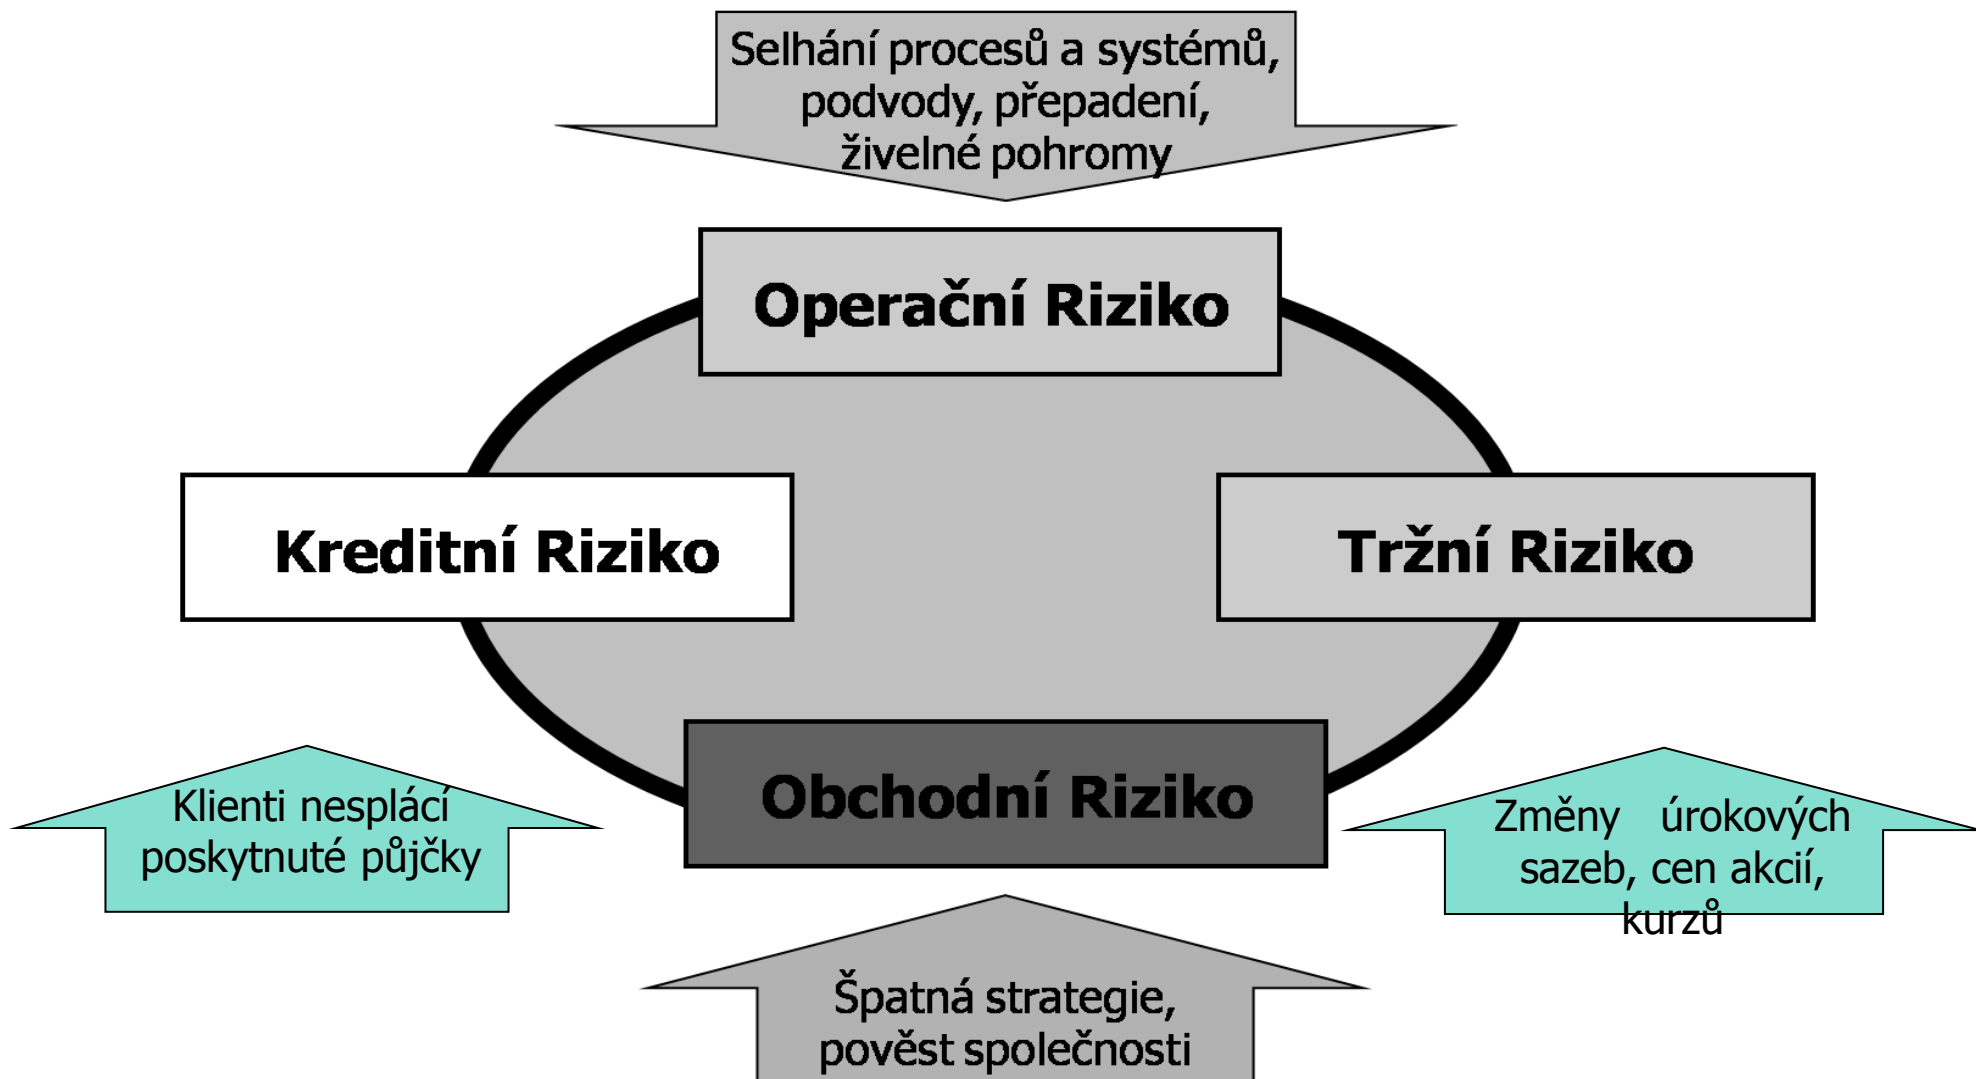 Selhání procesů a systémů,
podvody, přepadení,
živelné pohromy
Operační Riziko
Kreditní Riziko
Tržní Riziko
Obchodní Riziko
Klienti nesplácí
poskytnuté půjčky
Změny úrokových
sazeb, cen akcií,
kurzů
Špatná strategie,
pověst společnosti